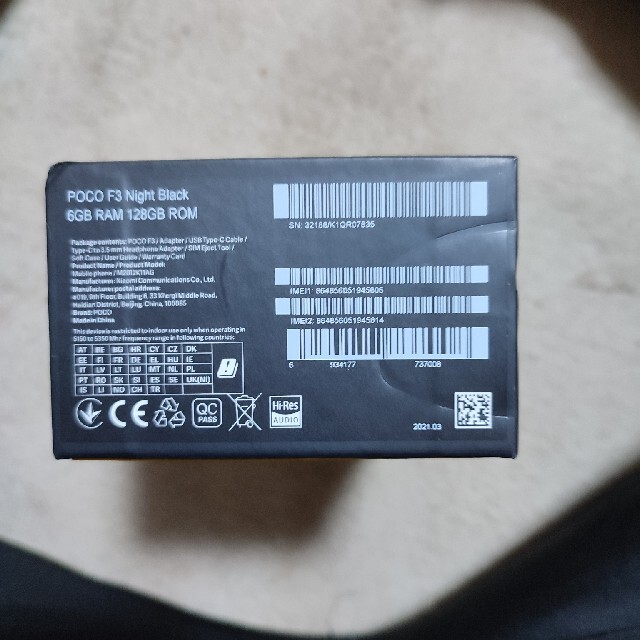 POCO F3 Night Black
6GB RAM 128GB ROM
Package contents: POCO F3 / Adapter / USB Type-C Cable /
Type-C to 3.5 mm Headphone Adapter / SIM Eject Tool /
Soft Case / User Guide / Warranty Card
Product Name / Product Model:
Mobile phone / M2012K11AG
Manufacturer: Xiaomi Communications Co., Ltd.
Manufacturer postal address:
#019, 9th Floor, Building 6, 33 Xi'erqi Middle Road,
Haidian District, Beijing, China, 100085
Brand: POCO
Made in China
This device is restricted to indoor use only when operating in
5150 to 5350 Mhz frequency range in following countries:
AT BE BG HR CY CZ DK
EE FI FR DE EL HU IE
IT LV LT LU MT NL PL
PT RO SK SI ES SE UK(NI)
IS LI NO CH TR
CE
QC
PASS
Hi-Res
AUDIO
SN: 32188/K1QR07835
IMEI1: 864856051945806
IMEI2: 864856051945814
6 934177 737008
2021.03